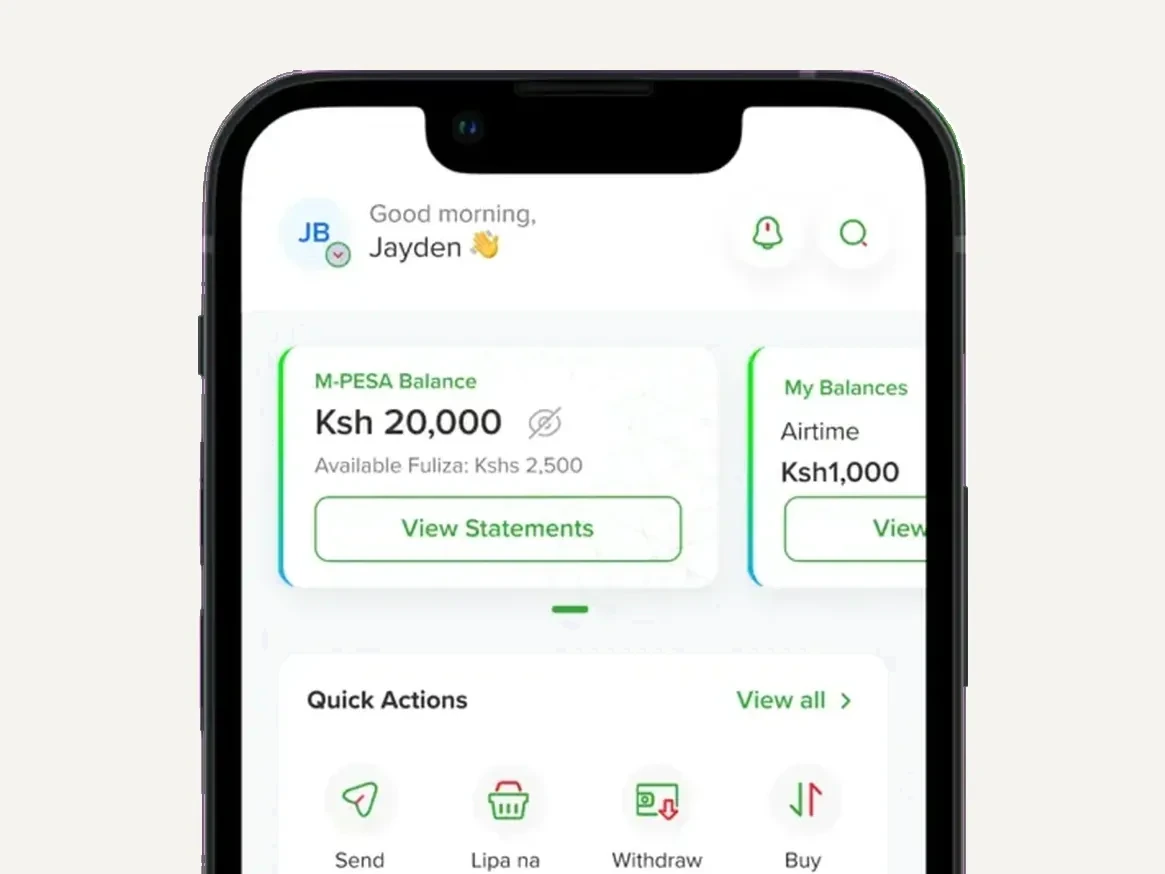 Good morning,
JB
Jayden 👋
M-PESA Balance
Ksh 20,000
Available Fuliza: Kshs 2,500
View Statements
My Balances
Airtime
Ksh1,000
View
Quick Actions
View all
Send
Lipa na
Withdraw
Buy